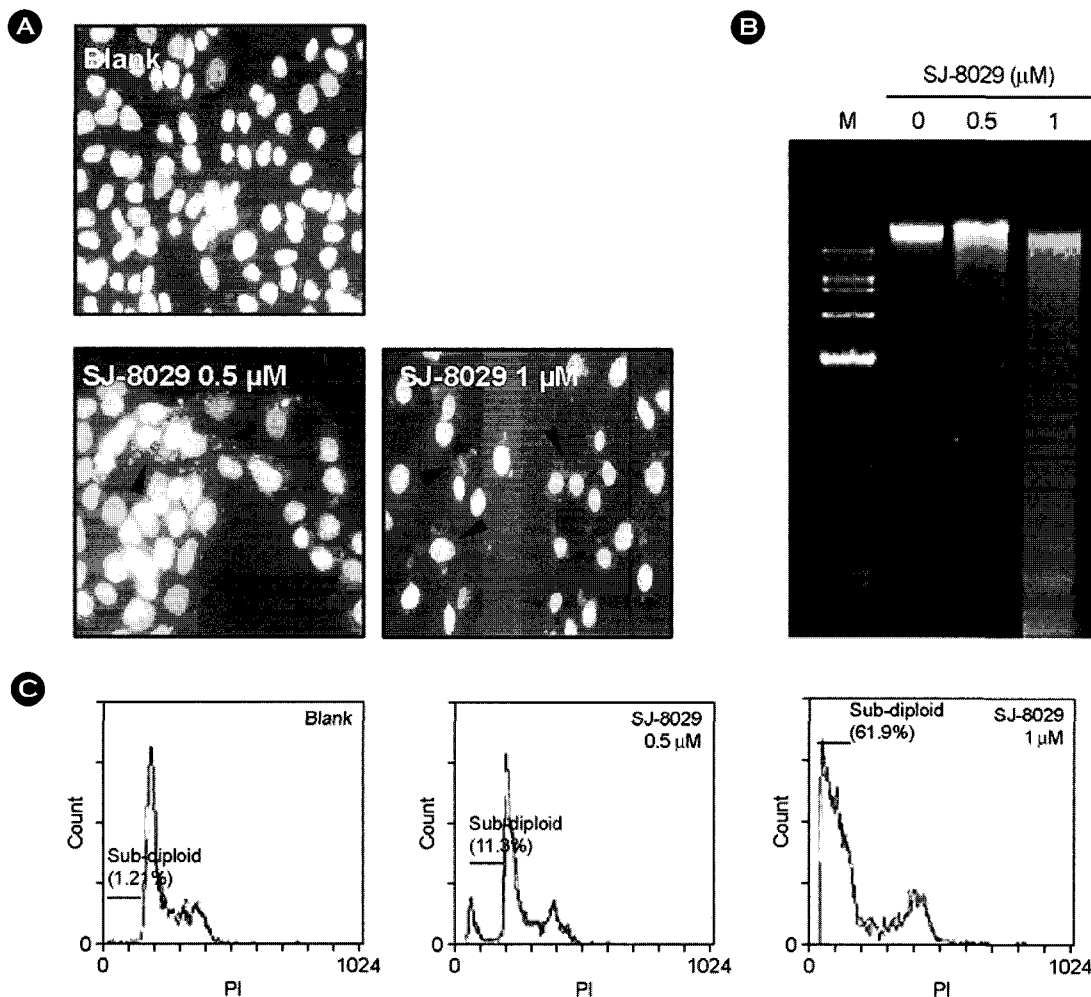 A
Blank
SJ-8029 0.5 μM
SJ-8029 1 μM
B
SJ-8029 (μM)
M 0 0.5 1
C
Blank
Sub-diploid
(1.21%)
Count
0
0 1024
PI
SJ-8029
0.5 μM
Sub-diploid
(11.3%)
Count
0
0 1024
PI
Sub-diploid
(61.9%)
SJ-8029
1 μM
Count
0
0 1024
PI